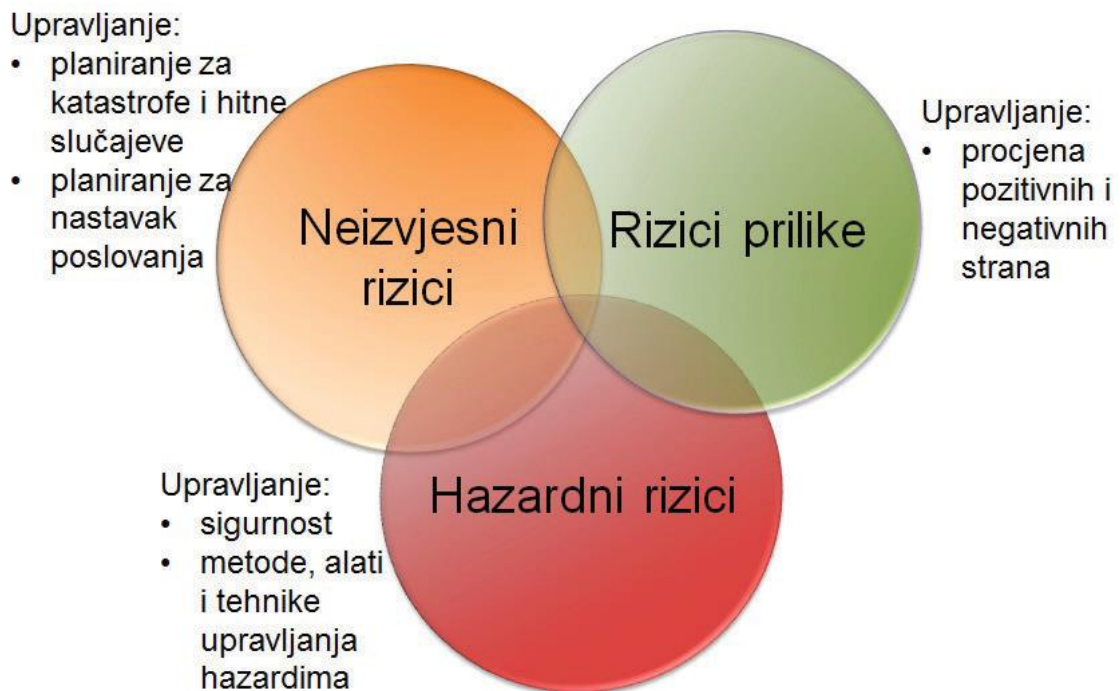 Upravljanje:
• planiranje za
katastrofe i hitne
slučajeve
• planiranje za
nastavak
poslovanja
Neizvjesni
rizici
Rizici prilike
Upravljanje:
• procjena
pozitivnih i
negativnih
strana
Hazardni rizici
Upravljanje:
• sigurnost
• metode, alati
i tehnike
upravljanja
hazardima